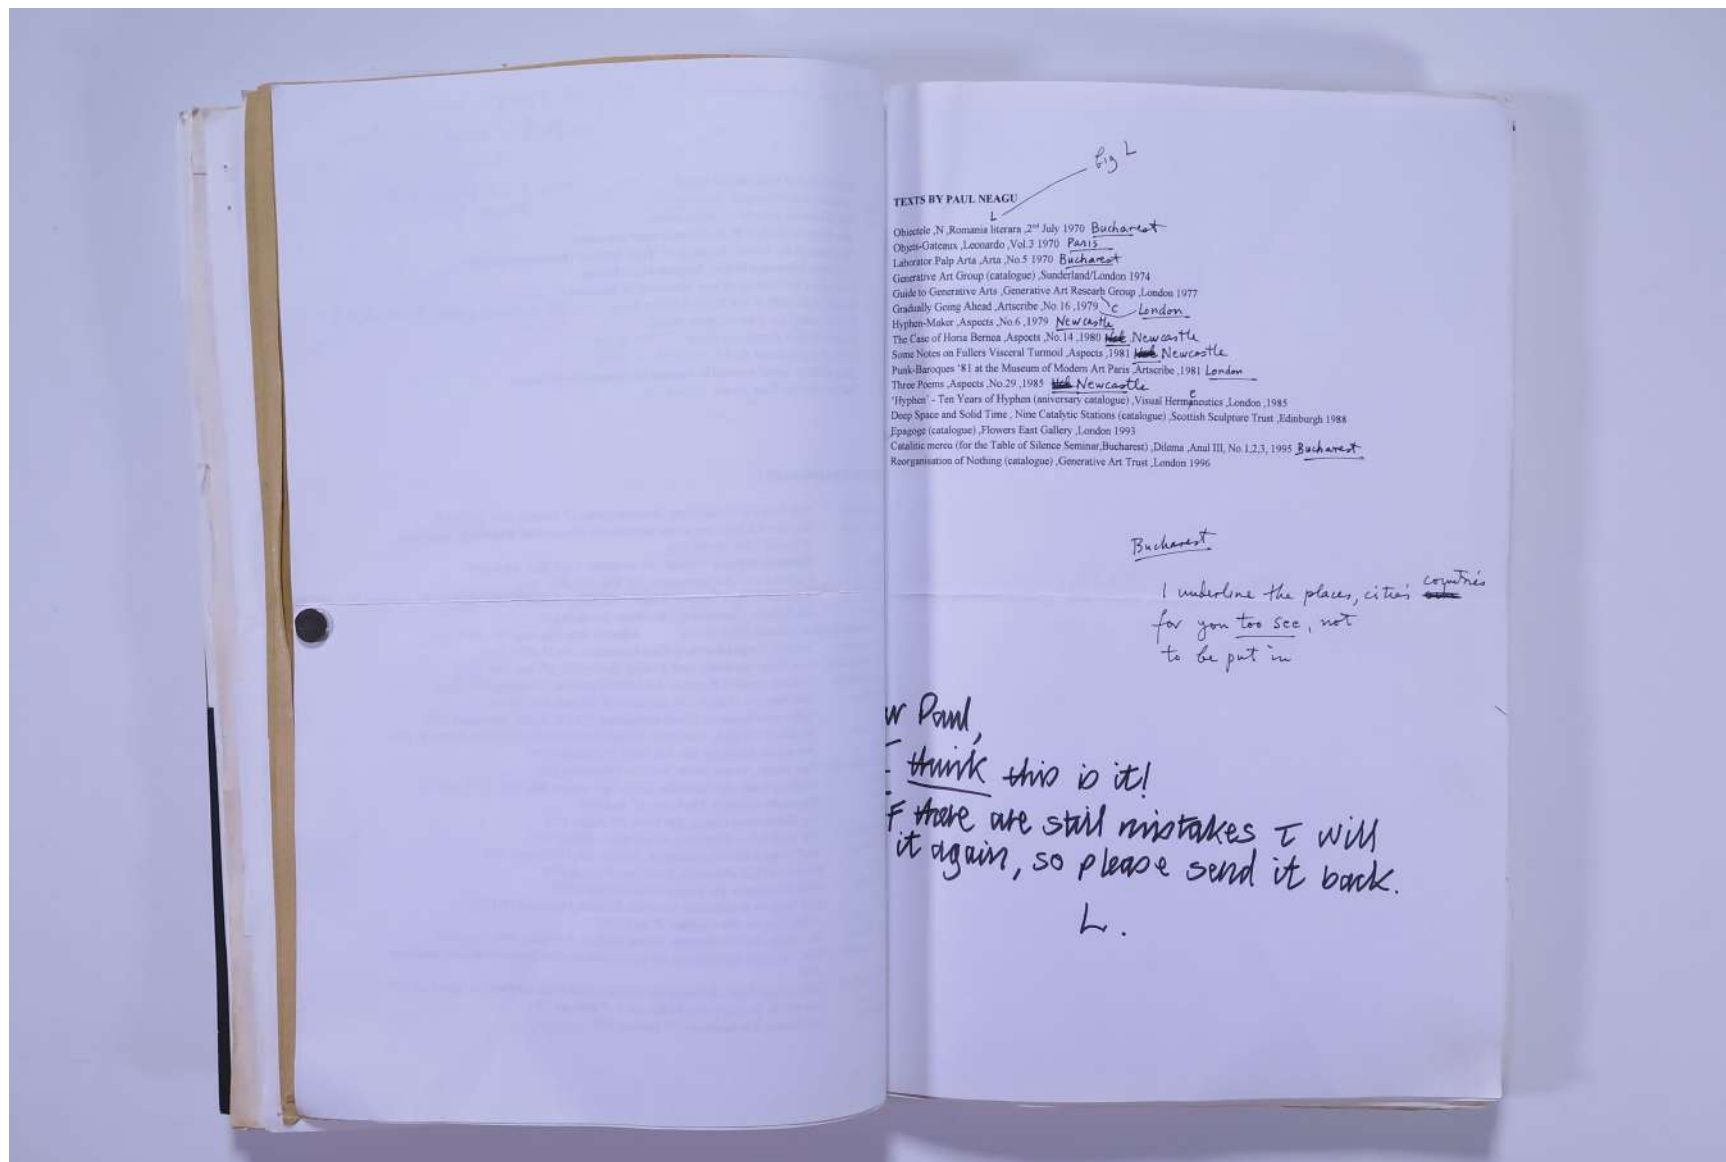 big L
TEXTS BY PAUL NEAGU
L
Obiectele ,N ,Romania literara ,2nd July 1970 Bucharest
Objets-Gateaux ,Leonardo ,Vol.3 1970 Paris
Laborator.Palp Arta ,Arta ,No.5 1970 Bucharest
Generative Art Group (catalogue) ,Sunderland/London 1974
Guide to Generative Arts ,Generative Art Researh Group ,London 1977
Gradually Going Ahead ,Artscribe ,No.16 ,1979 c London
Hyphen-Maker ,Aspects ,No.6 ,1979 Newcastle
The Case of Horia Bernea ,Aspects ,No.14 ,1980 Newcastle
Some Notes on Fullers Visceral Turmoil ,Aspects ,1981 Newcastle
Punk-Baroques '81 at the Museum of Modern Art Paris ,Artscribe ,1981 London
Three Poems ,Aspects ,No.29 ,1985 Newcastle
e
'Hyphen' - Ten Years of Hyphen (aniversary catalogue) ,Visual Hermineutics ,London ,1985
Deep Space and Solid Time , Nine Catalytic Stations (catalogue) ,Scottish Sculpture Trust ,Edinburgh 1988
Epagoge (catalogue) ,Flowers East Gallery ,London 1993
Catalitic mereu (for the Table of Silence Seminar,Bucharest) ,Diloma ,Anul III, No.1,2,3, 1995 Bucharest
Reorganisation of Nothing (catalogue) ,Generative Art Trust ,London 1996
Bucharest
I underline the places, cities countries
for you too see, not
to be put in
r Paul,
I think this is it!
F there are still mistakes I will
it again, so please send it back.
L.